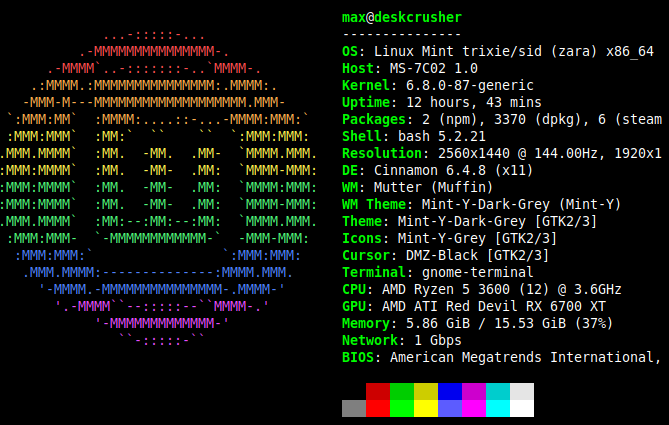 max@deskcrusher
---------------
OS: Linux Mint trixie/sid (zara) x86_64
Host: MS-7C02 1.0
Kernel: 6.8.0-87-generic
Uptime: 12 hours, 43 mins
Packages: 2 (npm), 3370 (dpkg), 6 (steam
Shell: bash 5.2.21
Resolution: 2560x1440 @ 144.00Hz, 1920x1
DE: Cinnamon 6.4.8 (x11)
WM: Mutter (Muffin)
WM Theme: Mint-Y-Dark-Grey (Mint-Y)
Theme: Mint-Y-Dark-Grey [GTK2/3]
Icons: Mint-Y-Grey [GTK2/3]
Cursor: DMZ-Black [GTK2/3]
Terminal: gnome-terminal
CPU: AMD Ryzen 5 3600 (12) @ 3.6GHz
GPU: AMD ATI Red Devil RX 6700 XT
Memory: 5.86 GiB / 15.53 GiB (37%)
Network: 1 Gbps
BIOS: American Megatrends International,